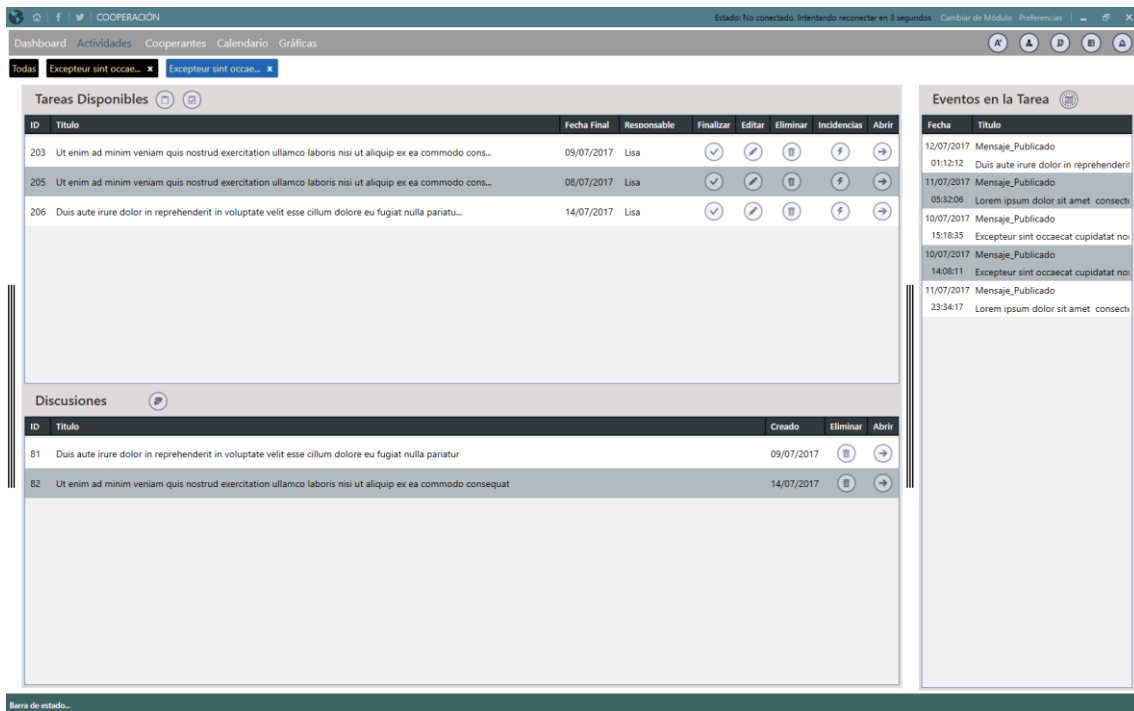 COOPERACIÓN Estado: No conectado. Intentando reconectar en 3 segundos Cambiar de Módulo Preferencias
Dashboard Actividades Cooperantes Calendario Gráficas
Todas Excepteur sint occae... x Excepteur sint occae... x
Tareas Disponibles
ID Titulo Fecha Final Responsable Finalizar Editar Eliminar Incidencias Abrir
203 Ut enim ad minim veniam quis nostrud exercitation ullamco laboris nisi ut aliquip ex ea commodo cons... 09/07/2017 Lisa
205 Ut enim ad minim veniam quis nostrud exercitation ullamco laboris nisi ut aliquip ex ea commodo cons... 08/07/2017 Lisa
206 Duis aute irure dolor in reprehenderit in voluptate velit esse cillum dolore eu fugiat nulla pariatu... 14/07/2017 Lisa
Discusiones
ID Titulo Creado Eliminar Abrir
81 Duis aute irure dolor in reprehenderit in voluptate velit esse cillum dolore eu fugiat nulla pariatur 09/07/2017
82 Ut enim ad minim veniam quis nostrud exercitation ullamco laboris nisi ut aliquip ex ea commodo consequat 14/07/2017
Eventos en la Tarea
Fecha Titulo
12/07/2017 Mensaje_Publicado
01:12:12 Duis aute irure dolor in reprehenderit
11/07/2017 Mensaje_Publicado
05:32:06 Lorem ipsum dolor sit amet consecte
10/07/2017 Mensaje_Publicado
15:18:35 Excepteur sint occaecat cupidatat non
10/07/2017 Mensaje_Publicado
14:08:11 Excepteur sint occaecat cupidatat non
11/07/2017 Mensaje_Publicado
23:34:17 Lorem ipsum dolor sit amet consecte
Barra de estado...